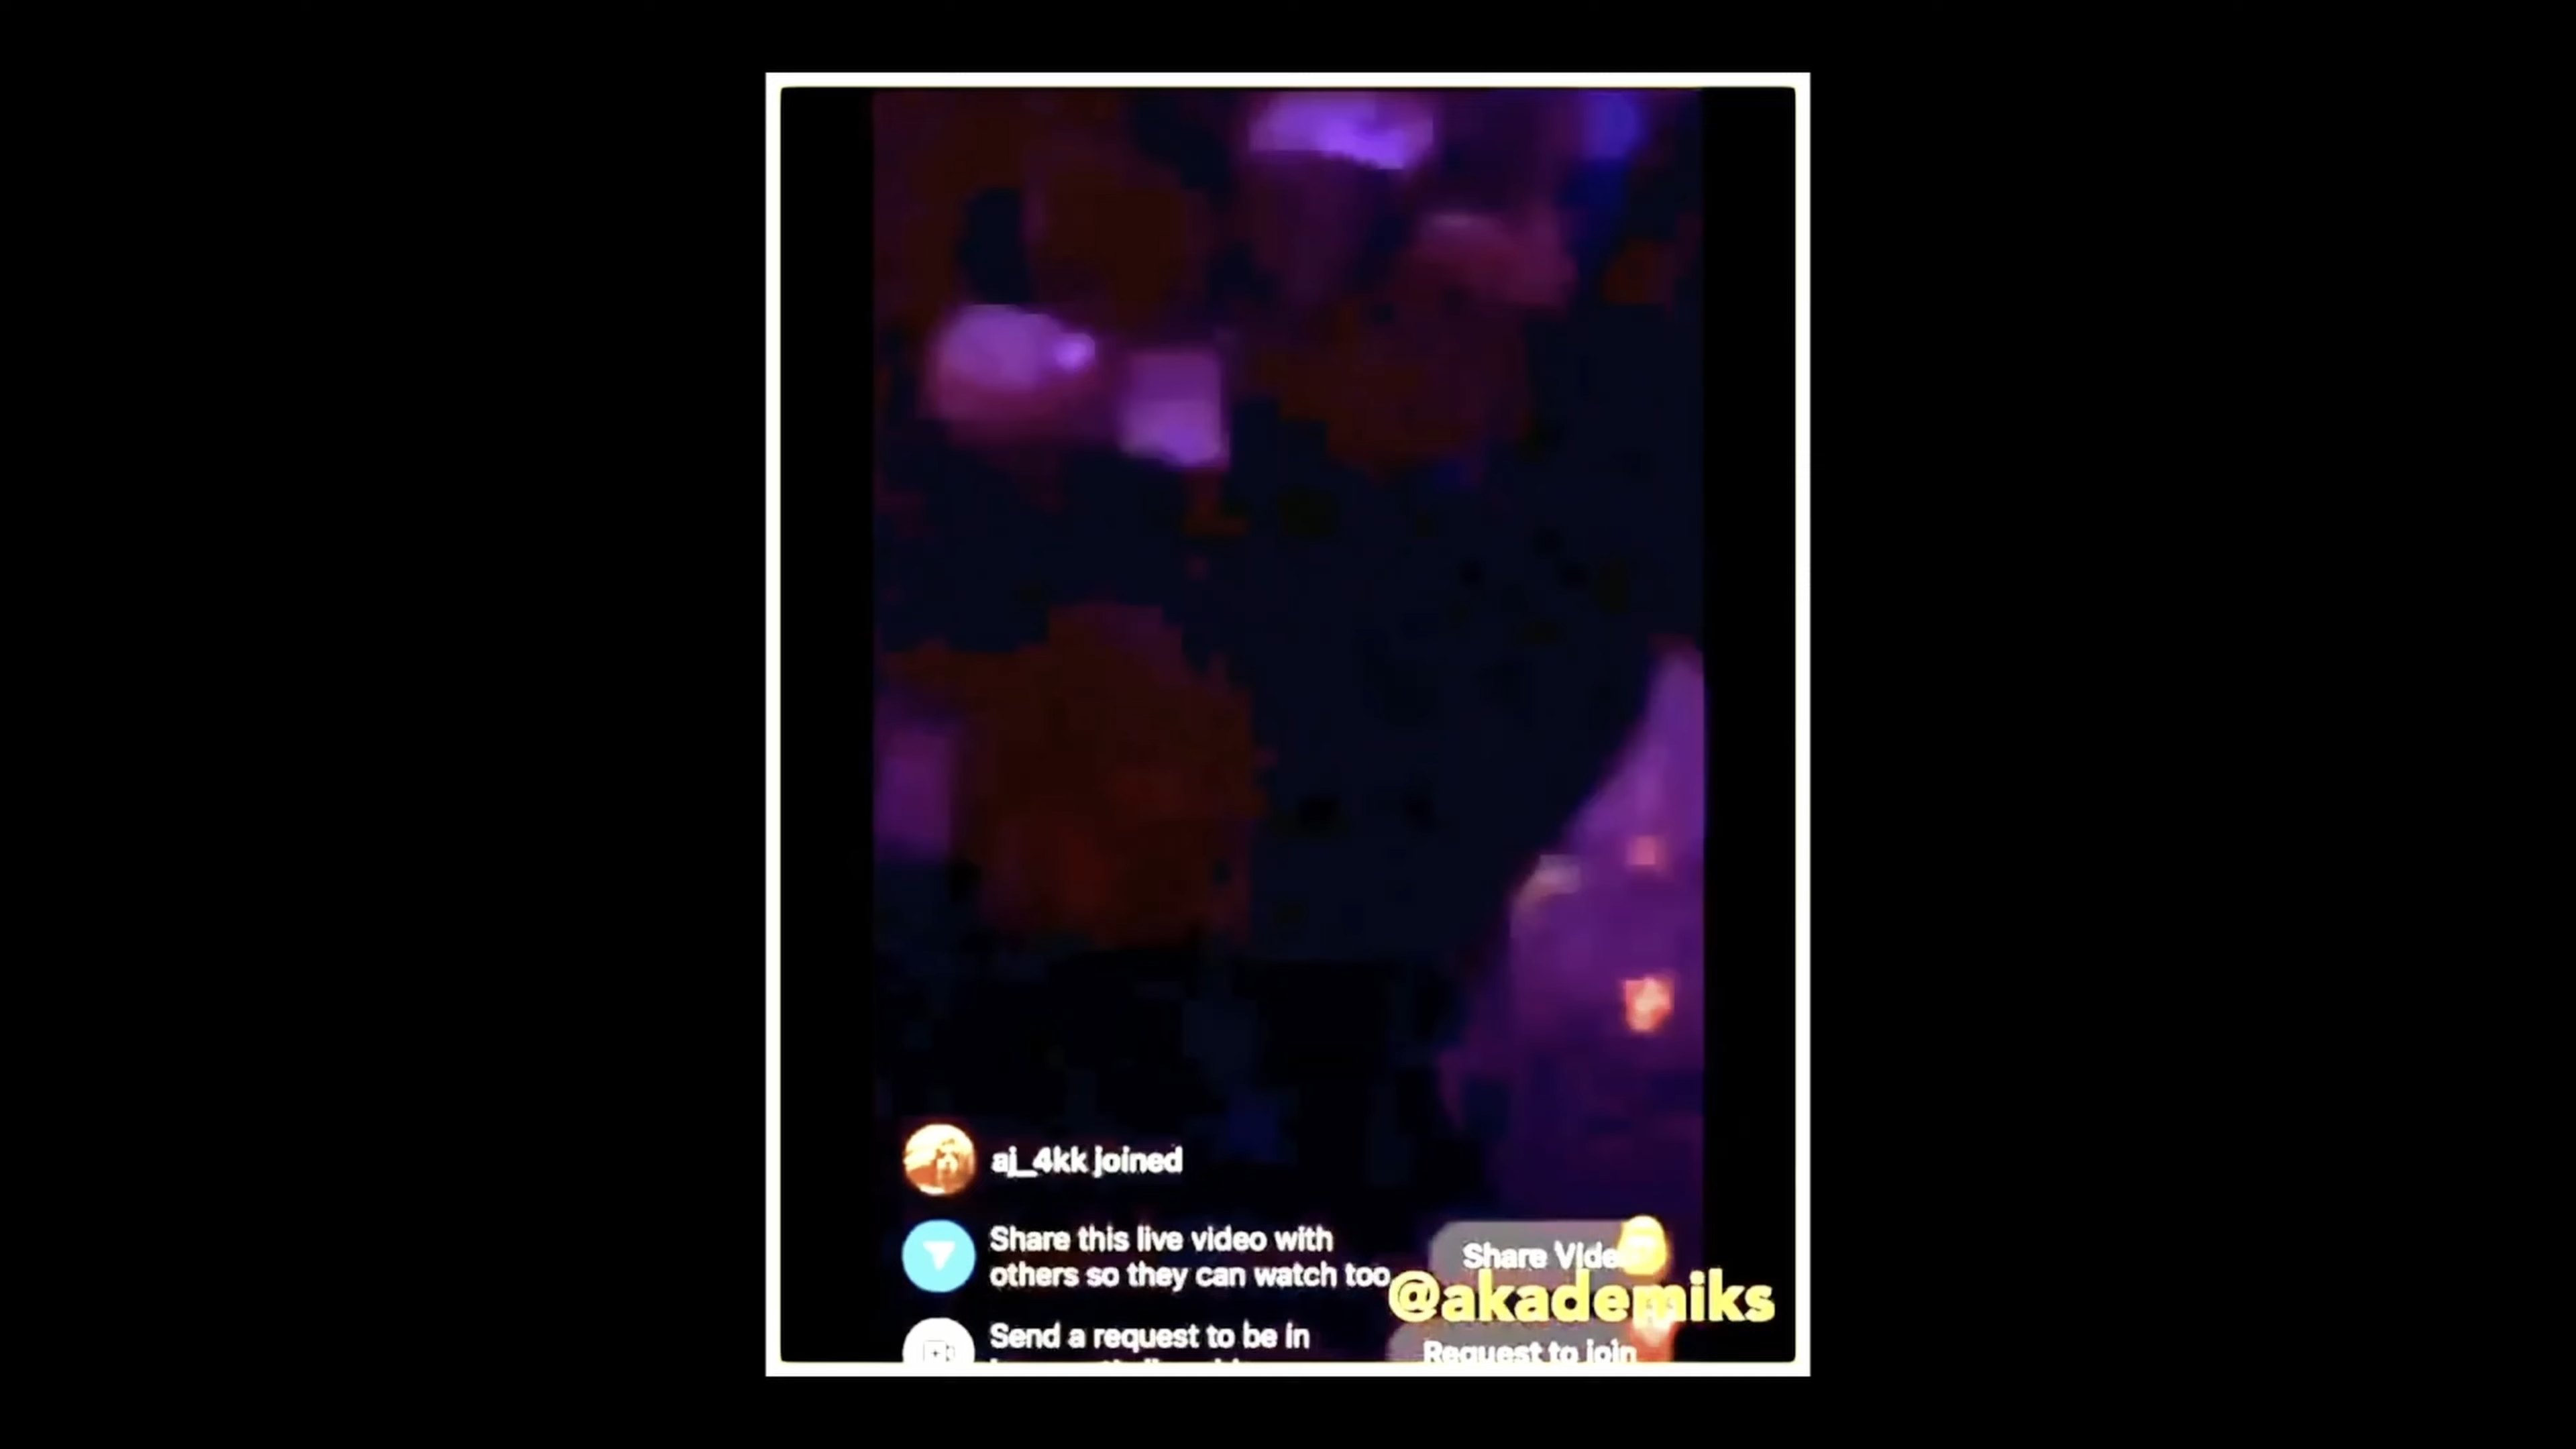 aj_4kk joined
Share this live video with
others so they can watch too
Share Video
@akademiks
Send a request to be in
Request to join